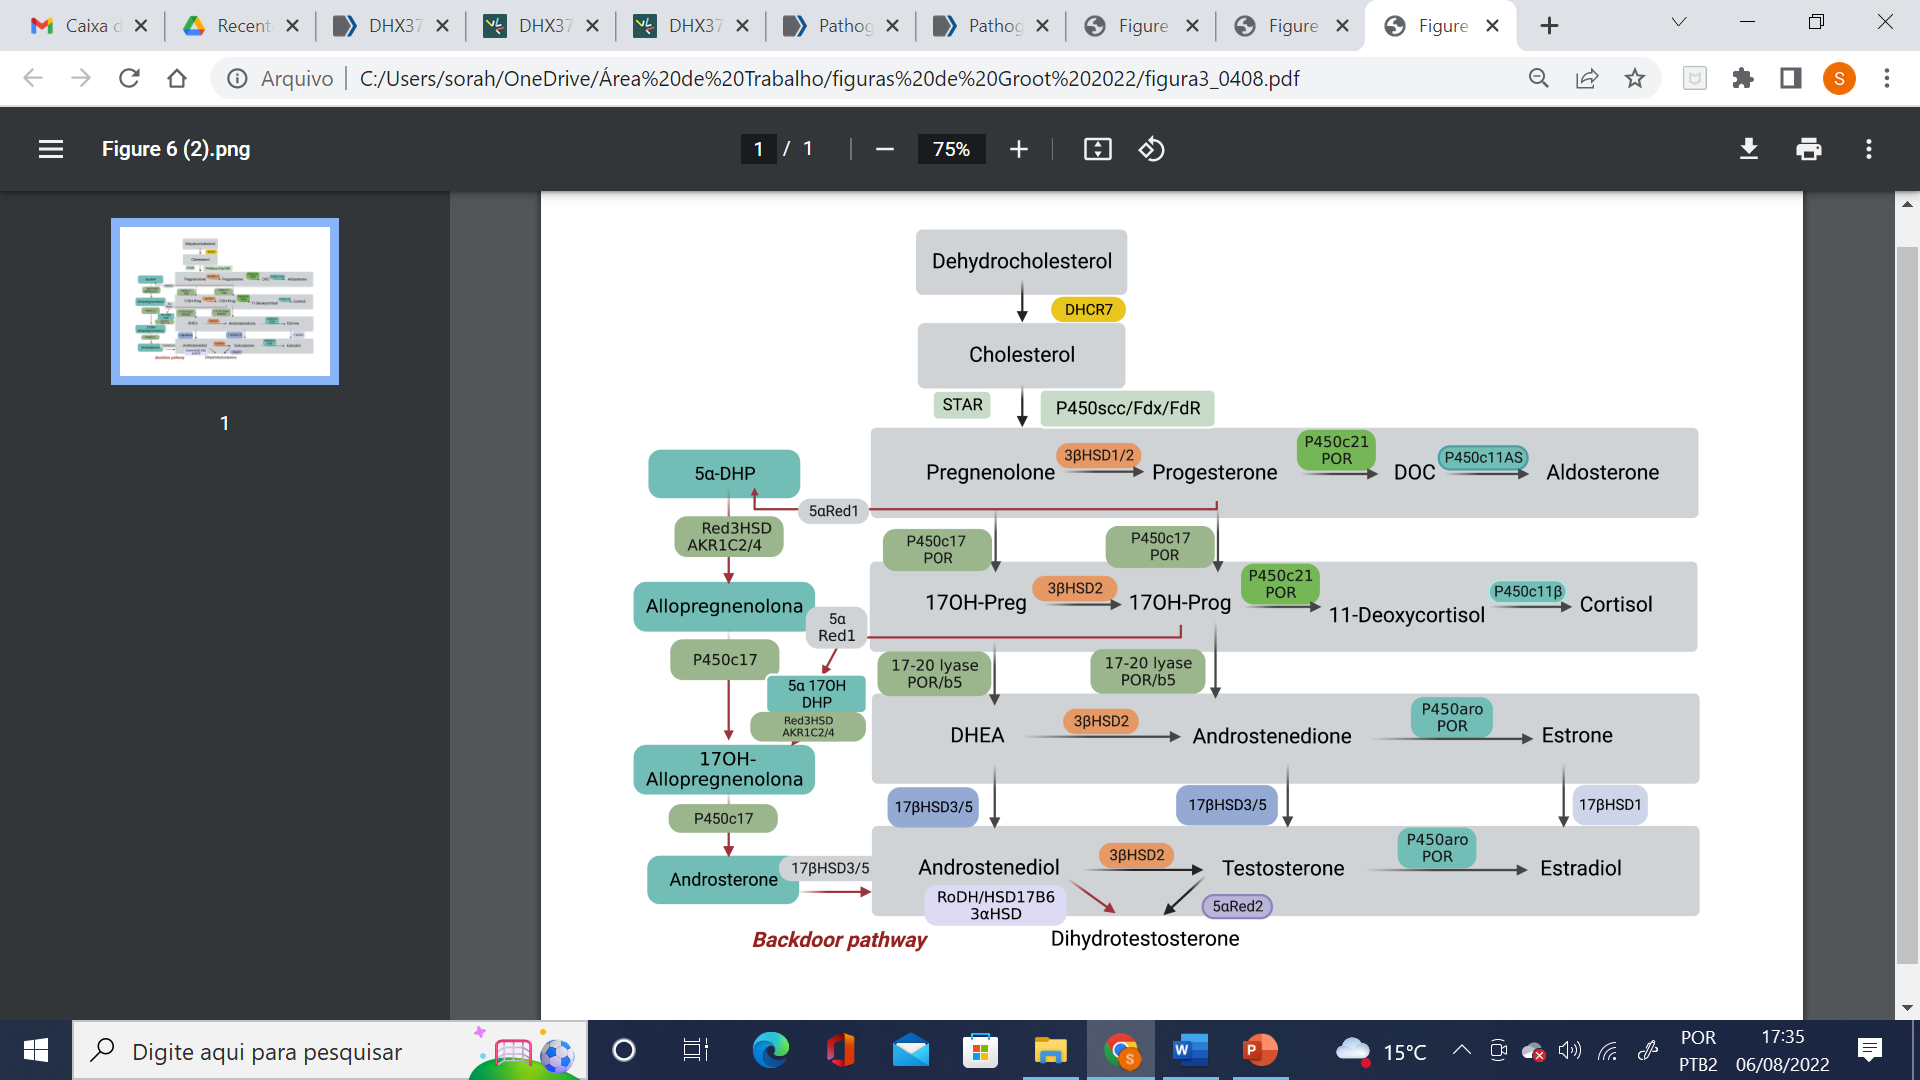 Caixa d
Recent
DHX37
DHX37
DHX37
Pathog
Pathog
Figure
Figure
Figure
Arquivo
C:/Users/sorah/OneDrive/Área%20de%20Trabalho/figuras%20de%20Groot%202022/figura3_0408.pdf
S
Figure 6 (2).png
1 / 1
75%
1
Dehydrocholesterol
DHCR7
Cholesterol
STAR
P450scc/Fdx/FdR
5α-DHP
5αRed1
Pregnenolone
3βHSD1/2
Progesterone
P450c21
POR
DOC
P450c11AS
Aldosterone
Red3HSD
AKR1C2/4
P450c17
POR
P450c17
POR
Allopregnenolona
5α
Red1
17OH-Preg
3βHSD2
17OH-Prog
P450c21
POR
11-Deoxycortisol
P450c11β
Cortisol
P450c17
5α 17OH
DHP
Red3HSD
AKR1C2/4
17-20 lyase
POR/b5
17-20 lyase
POR/b5
DHEA
3βHSD2
Androstenedione
P450aro
POR
Estrone
17OH-
Allopregnenolona
P450c17
17βHSD3/5
17βHSD3/5
17βHSD1
Androsterone
17βHSD3/5
Androstenediol
3βHSD2
Testosterone
P450aro
POR
Estradiol
RoDH/HSD17B6
3αHSD
5αRed2
Backdoor pathway
Dihydrotestosterone
Digite aqui para pesquisar
S
15°C
POR
PTB2
17:35
06/08/2022